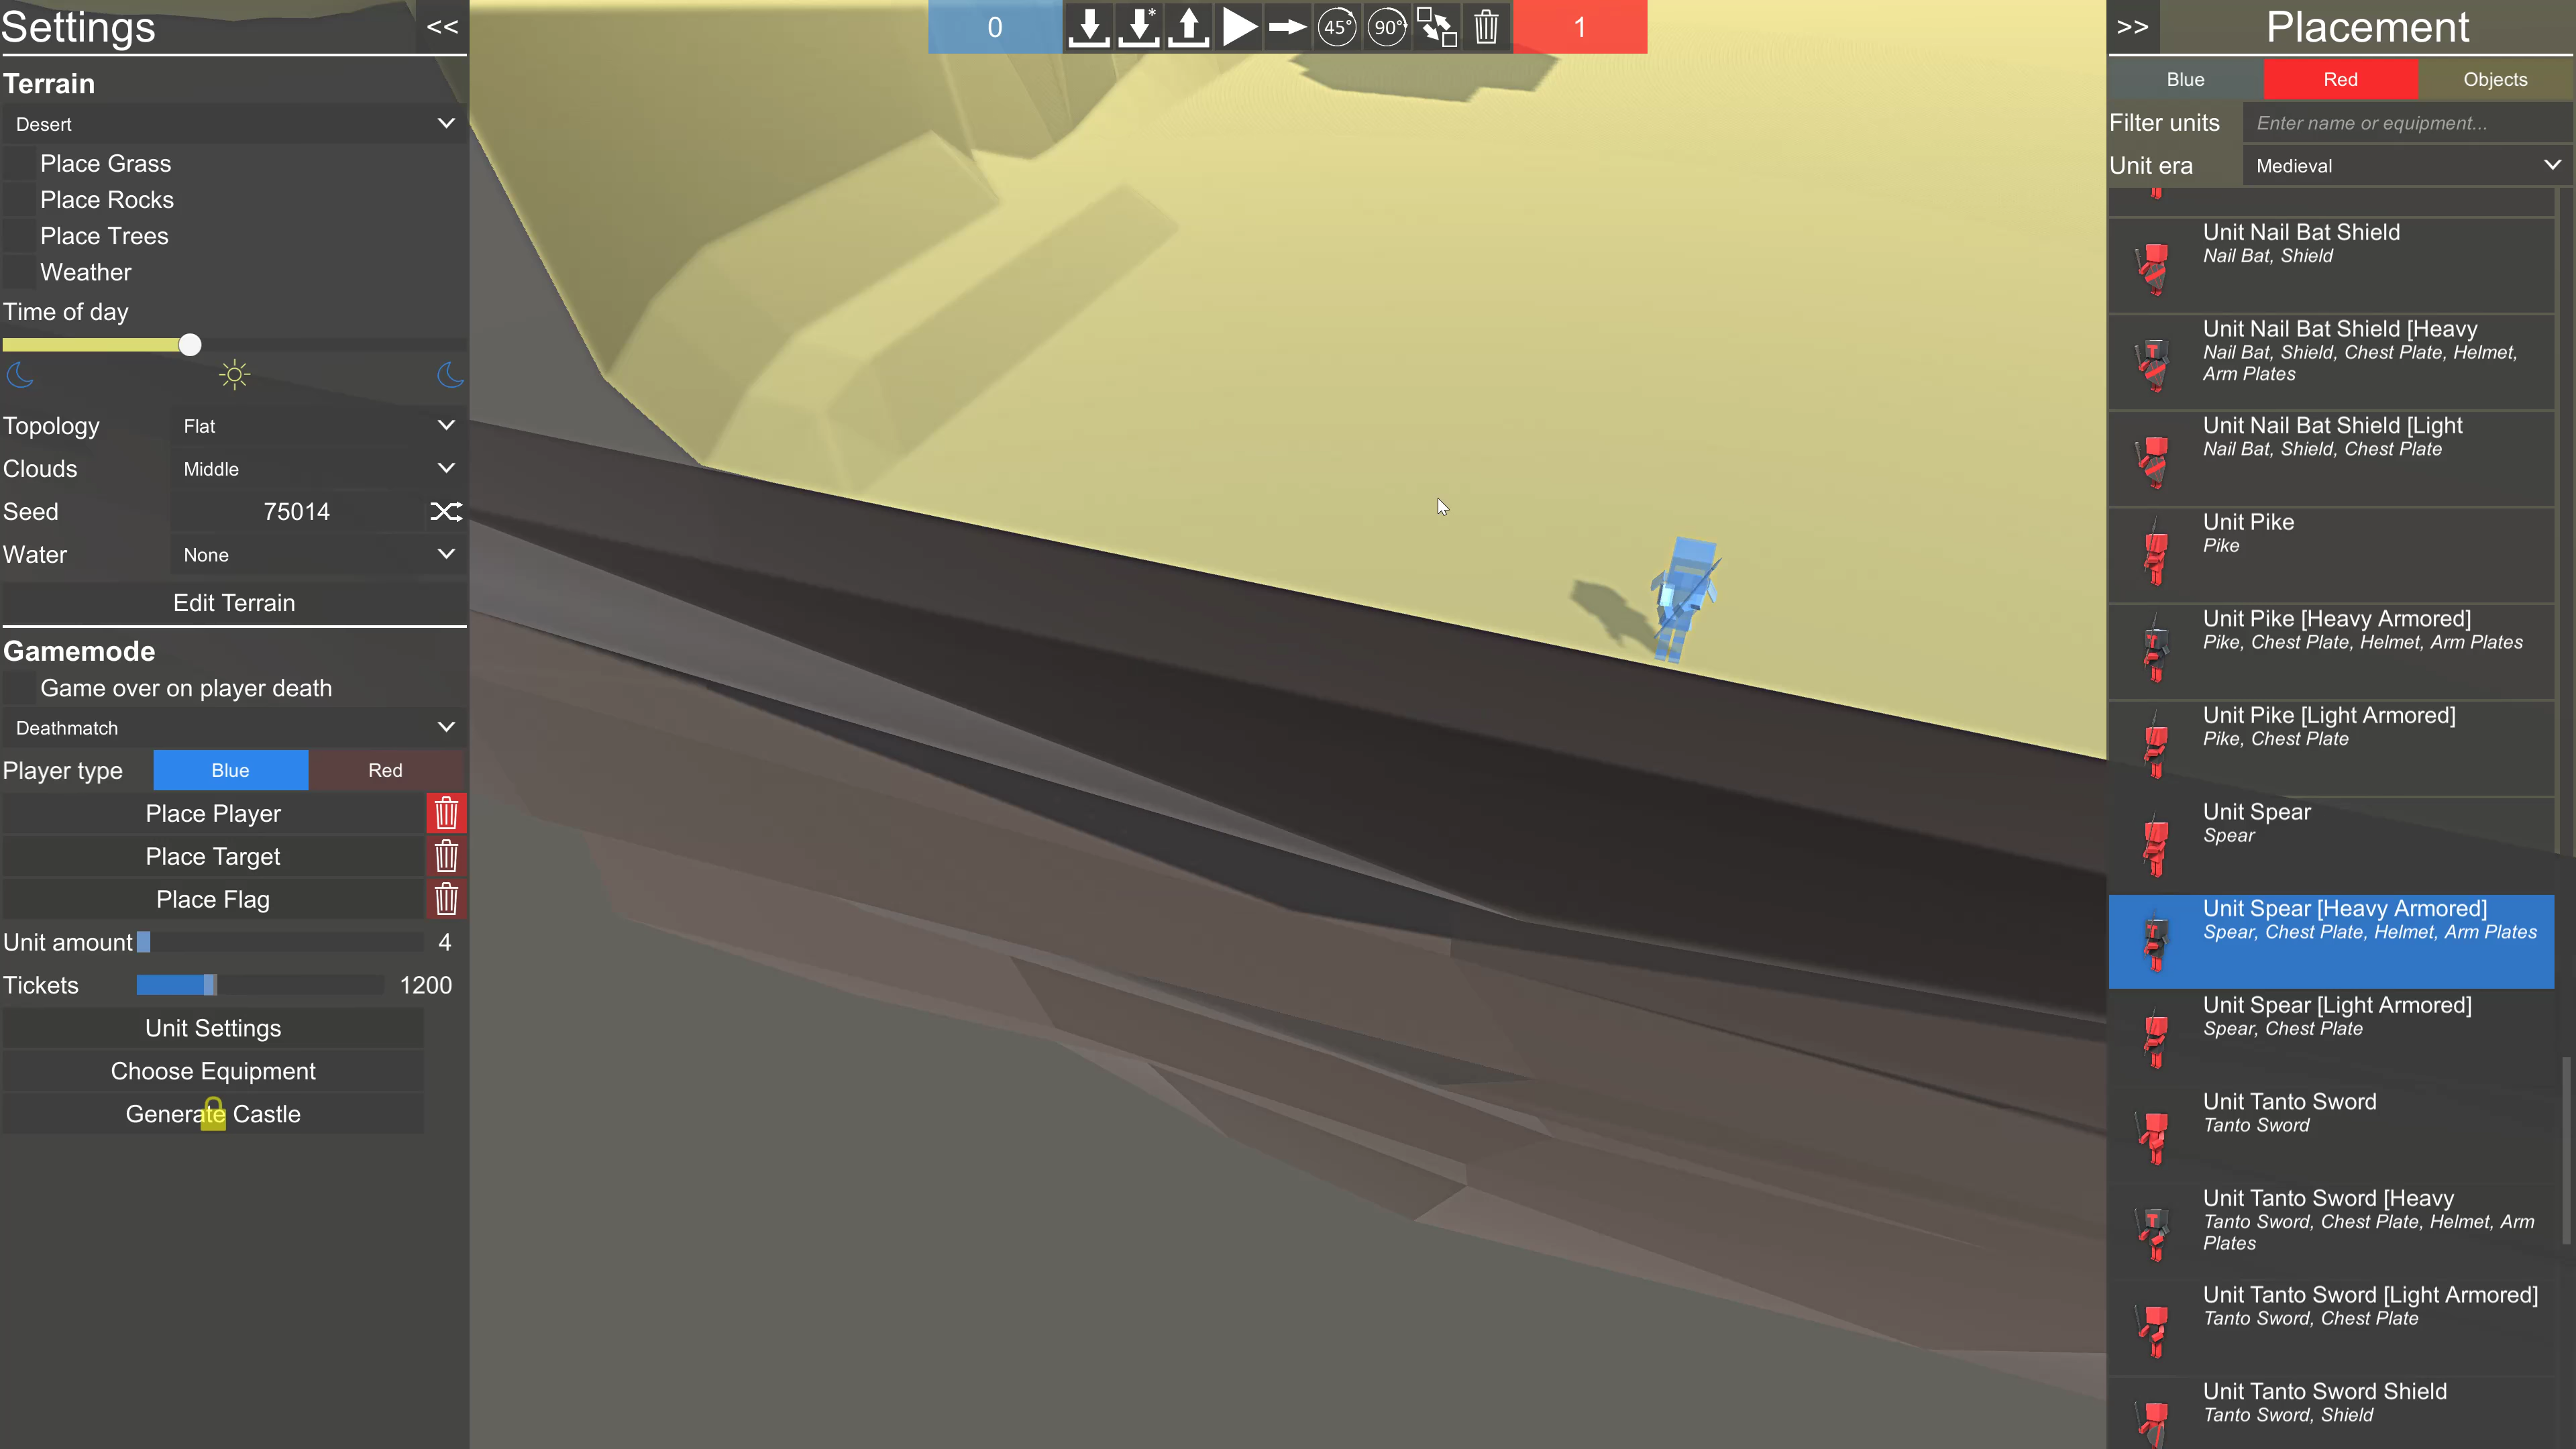 Settings
<<
Terrain
Desert
Place Grass
Place Rocks
Place Trees
Weather
Time of day
Topology
Flat
Clouds
Middle
Seed
75014
Water
None
Edit Terrain
Gamemode
Game over on player death
Deathmatch
Player type
Blue
Red
Place Player
Place Target
Place Flag
Unit amount
4
Tickets
1200
Unit Settings
Choose Equipment
Generate Castle
0
*
45°
90°
1
>>
Placement
Blue
Red
Objects
Filter units
Enter name or equipment...
Unit era
Medieval
Unit Nail Bat Shield
Nail Bat, Shield
Unit Nail Bat Shield [Heavy
Nail Bat, Shield, Chest Plate, Helmet,
Arm Plates
Unit Nail Bat Shield [Light
Nail Bat, Shield, Chest Plate
Unit Pike
Pike
Unit Pike [Heavy Armored]
Pike, Chest Plate, Helmet, Arm Plates
Unit Pike [Light Armored]
Pike, Chest Plate
Unit Spear
Spear
Unit Spear [Heavy Armored]
Spear, Chest Plate, Helmet, Arm Plates
Unit Spear [Light Armored]
Spear, Chest Plate
Unit Tanto Sword
Tanto Sword
Unit Tanto Sword [Heavy
Tanto Sword, Chest Plate, Helmet, Arm
Plates
Unit Tanto Sword [Light Armored]
Tanto Sword, Chest Plate
Unit Tanto Sword Shield
Tanto Sword, Shield